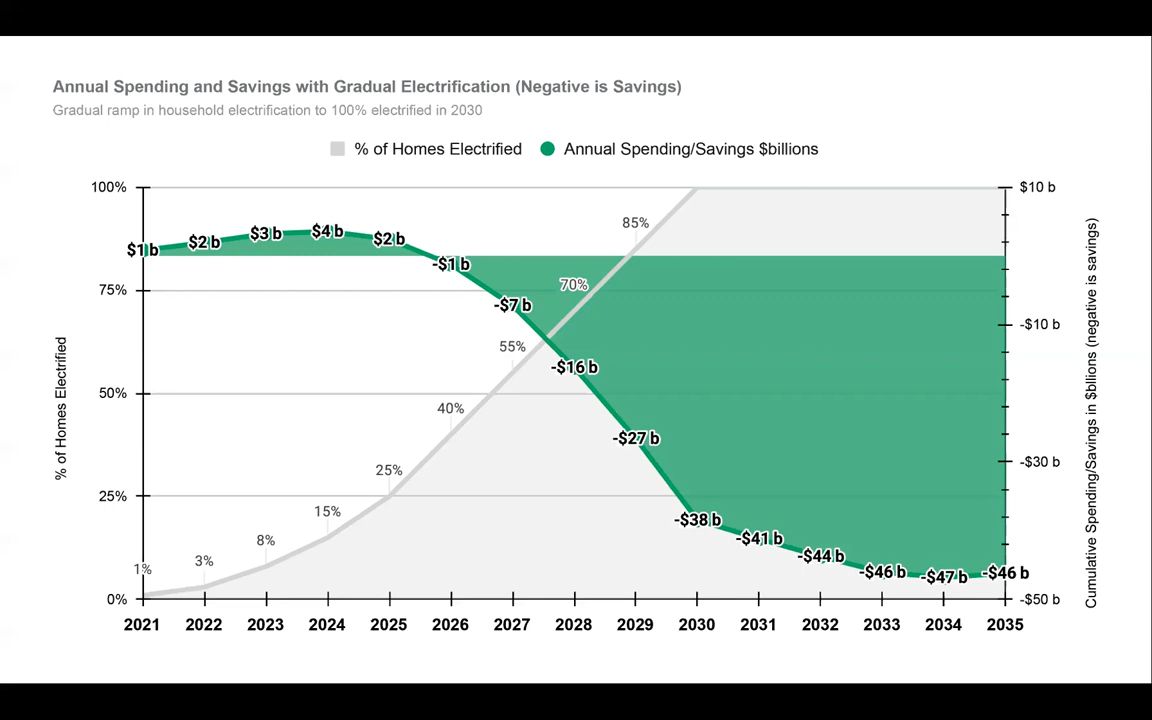 Annual Spending and Savings with Gradual Electrification (Negative is Savings)
Gradual ramp in household electrification to 100% electrified in 2030
% of Homes Electrified
Annual Spending/Savings $billions
100%
75%
50%
25%
0%
% of Homes Electrified
$10 b
-$10 b
-$30 b
-$50 b
Cumulative Spending/Savings in $bllions (negative is savings)
$1 b
$2 b
$3 b
$4 b
$2 b
-$1 b
-$7 b
-$16 b
-$27 b
-$38 b
-$41 b
-$44 b
-$46 b
-$47 b
-$46 b
1%
3%
8%
15%
25%
40%
55%
70%
85%
2021
2022
2023
2024
2025
2026
2027
2028
2029
2030
2031
2032
2033
2034
2035